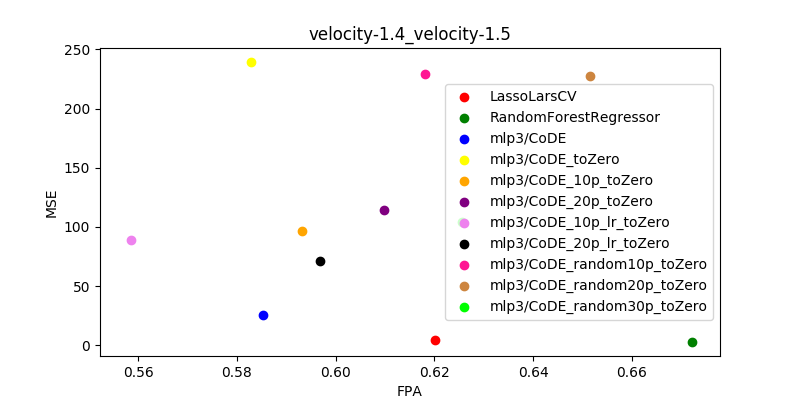 velocity-1.4_velocity-1.5
250
200
150
100
50
0
MSE
0.56
0.58
0.60
0.62
0.64
0.66
FPA
LassoLarsCV
RandomForestRegressor
mlp3/CoDE
mlp3/CoDE_toZero
mlp3/CoDE_10p_toZero
mlp3/CoDE_20p_toZero
mlp3/CoDE_10p_lr_toZero
mlp3/CoDE_20p_lr_toZero
mlp3/CoDE_random10p_toZero
mlp3/CoDE_random20p_toZero
mlp3/CoDE_random30p_toZero